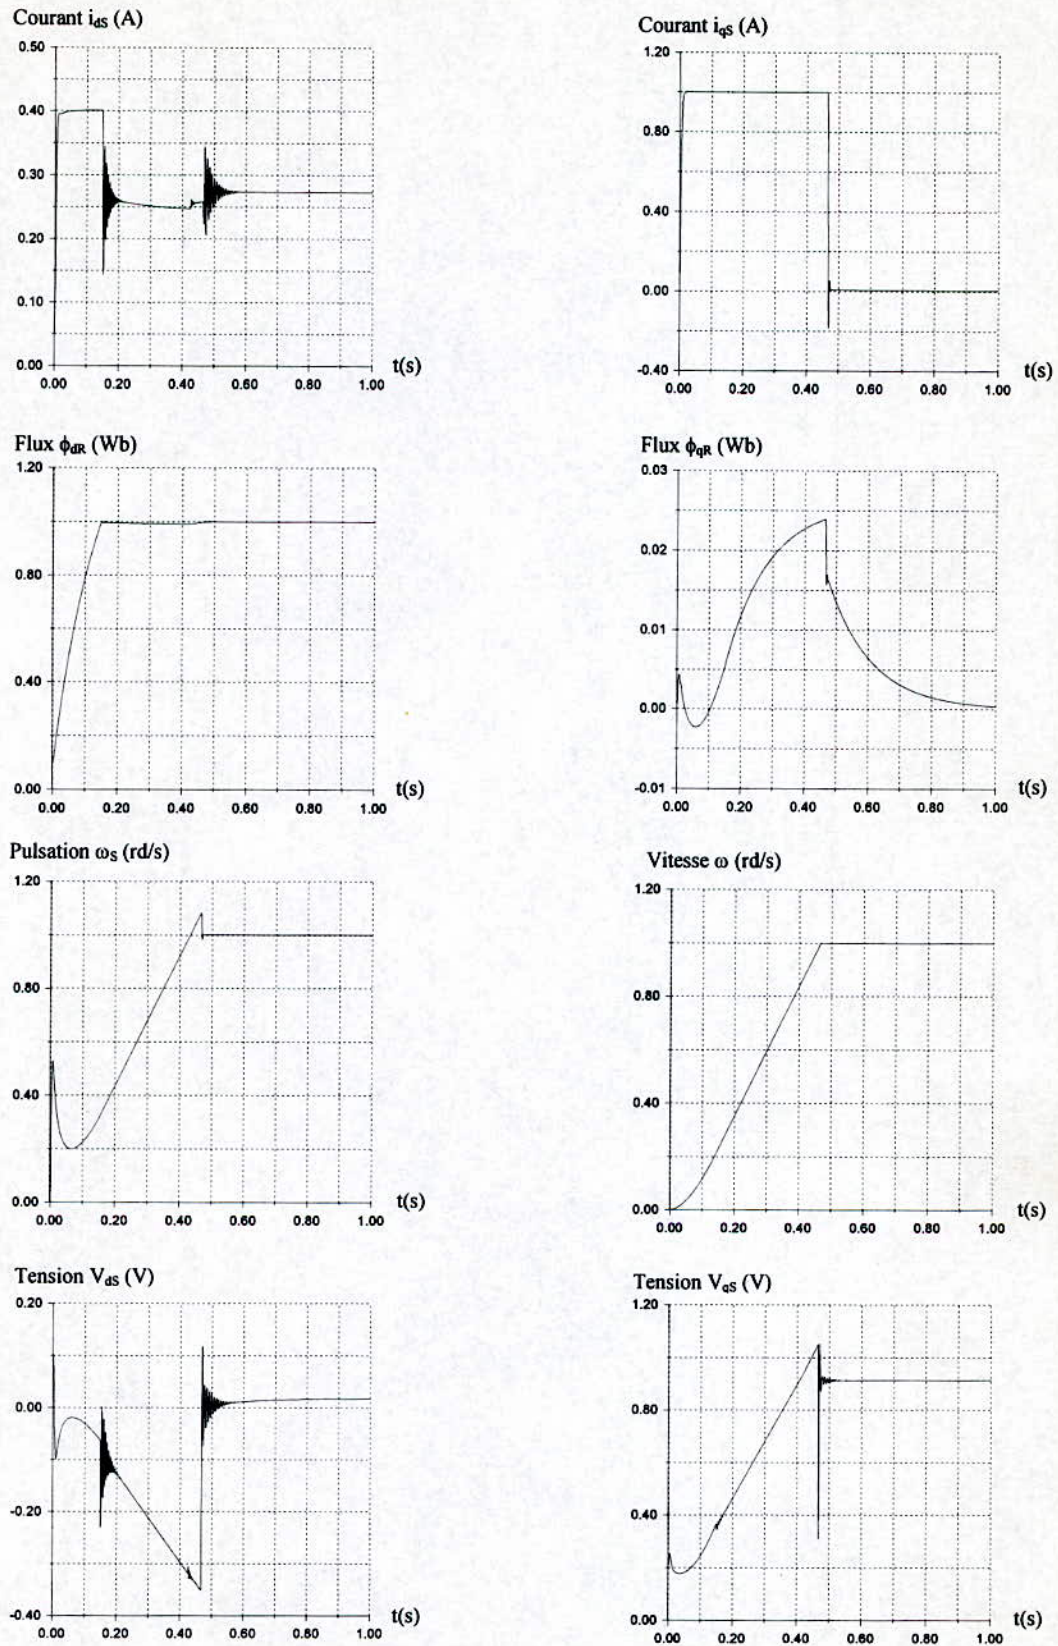 Courant idS (A)
0.50
0.40
0.30
0.20
0.10
0.00
0.00 0.20 0.40 0.60 0.80 1.00
t(s)
Courant iqS (A)
1.20
0.80
0.40
0.00
-0.40
0.00 0.20 0.40 0.60 0.80 1.00
t(s)
Flux ϕdR (Wb)
1.20
0.80
0.40
0.00
0.00 0.20 0.40 0.60 0.80 1.00
t(s)
Flux ϕqR (Wb)
0.03
0.02
0.01
0.00
-0.01
0.00 0.20 0.40 0.60 0.80 1.00
t(s)
Pulsation ωS (rd/s)
1.20
0.80
0.40
0.00
0.00 0.20 0.40 0.60 0.80 1.00
t(s)
Vitesse ω (rd/s)
1.20
0.80
0.40
0.00
0.00 0.20 0.40 0.60 0.80 1.00
t(s)
Tension VdS (V)
0.20
0.00
-0.20
-0.40
0.00 0.20 0.40 0.60 0.80 1.00
t(s)
Tension VqS (V)
1.20
0.80
0.40
0.00
0.00 0.20 0.40 0.60 0.80 1.00
t(s)